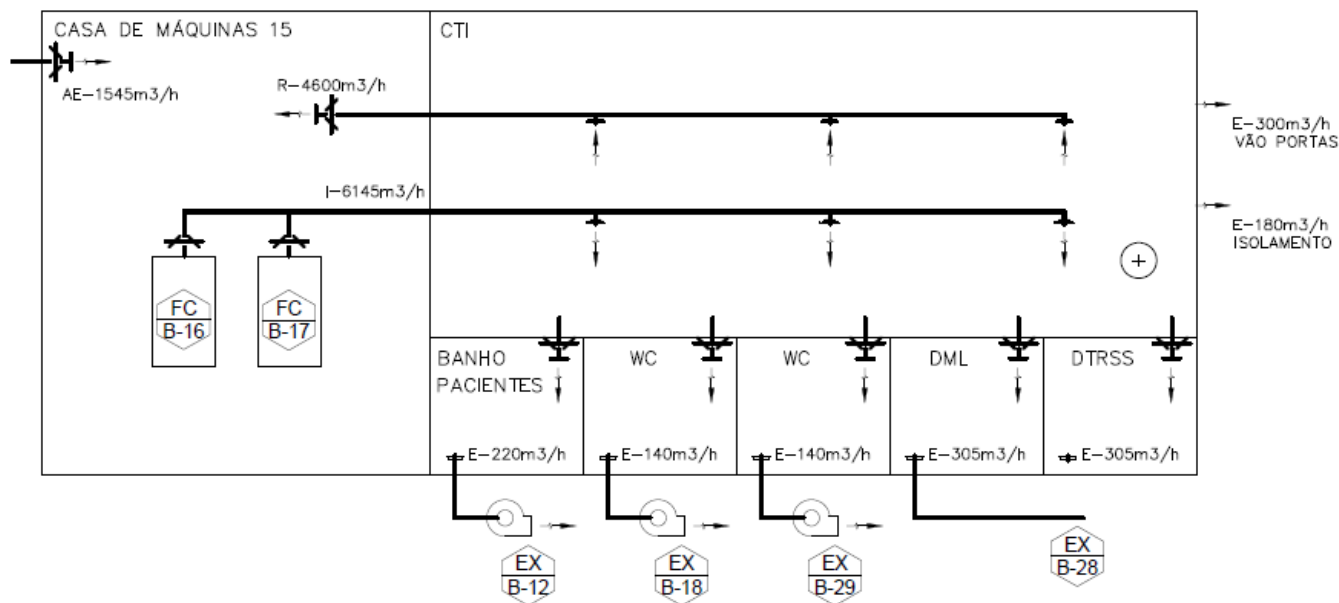 CASA DE MÁQUINAS 15
CTI
AE-1545m3/h
R-4600m3/h
E-300m3/h
VÃO PORTAS
I-6145m3/h
E-180m3/h
ISOLAMENTO
FC
B-16
FC
B-17
BANHO
PACIENTES
WC
WC
DML
DTRSS
E-220m3/h
E-140m3/h
E-140m3/h
E-305m3/h
E-305m3/h
EX
B-12
EX
B-18
EX
B-29
EX
B-28